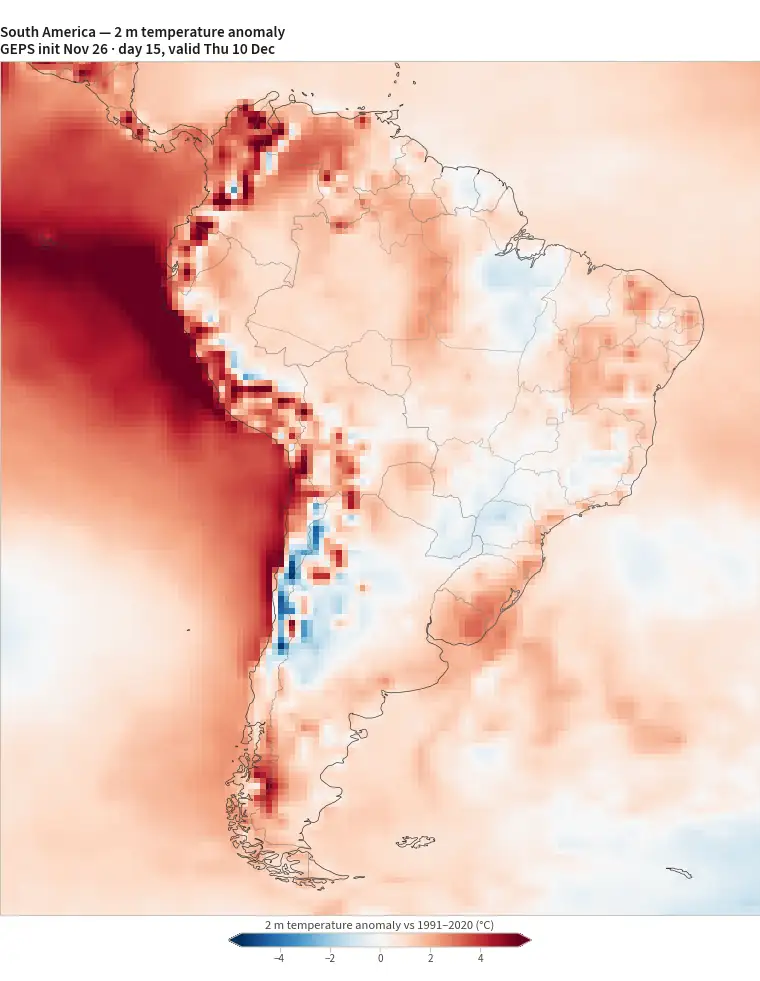 South America — 2 m temperature anomaly
GEPS init Nov 26 · day 15, valid Thu 10 Dec
2 m temperature anomaly vs 1991–2020 (°C)
−4 −2 0 2 4